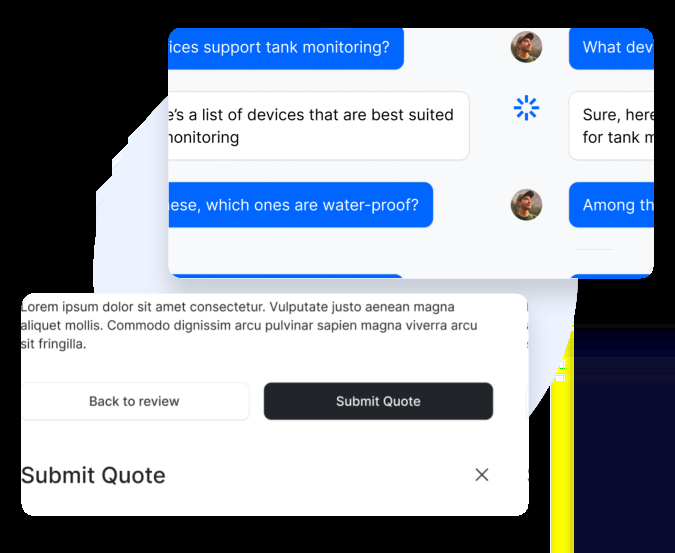 ices support tank monitoring?
What dev
e's a list of devices that are best suited
onitoring
Sure, here
for tank m
ese, which ones are water-proof?
Among th
Lorem ipsum dolor sit amet consectetur. Vulputate justo aenean magna
aliquet mollis. Commodo dignissim arcu pulvinar sapien magna viverra arcu
sit fringilla.
Back to review
Submit Quote
Submit Quote